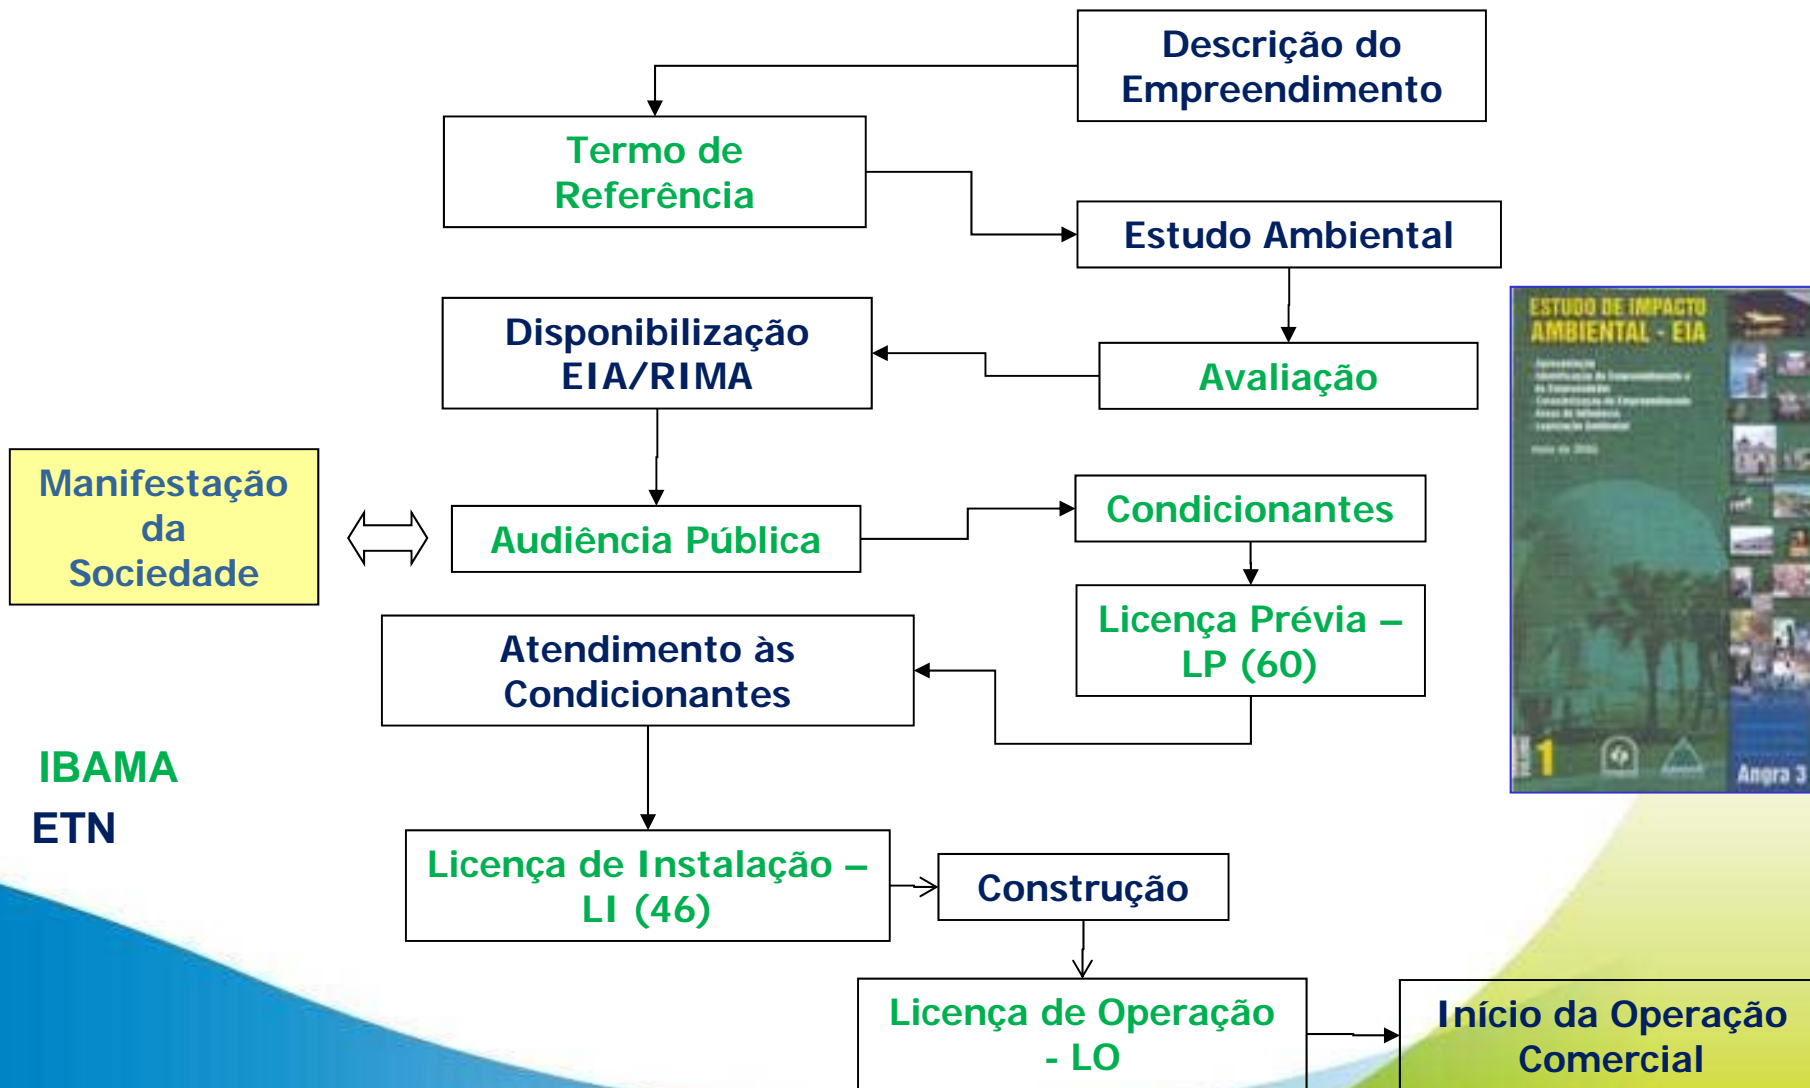 Descrição do
Empreendimento
Termo de
Referência
Estudo Ambiental
Disponibilização
EIA/RIMA
Avaliação
ESTUDO DE IMPACTO
AMBIENTAL - EIA
Manifestação
da
Sociedade
Audiência Pública
Condicionantes
Licença Prévia –
LP (60)
Atendimento às
Condicionantes
IBAMA
ETN
1
Angra 3
Licença de Instalação –
LI (46)
Construção
Licença de Operação
- LO
Início da Operação
Comercial